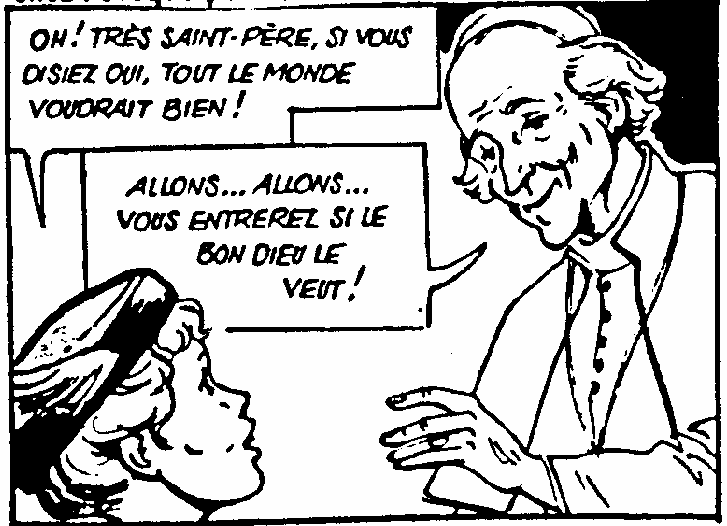 OH! TRÈS SAINT-PÈRE, SI VOUS
DISIEZ OUI, TOUT LE MONDE
VOUDRAIT BIEN!
ALLONS... ALLONS...
VOUS ENTREREZ SI LE
BON DIEU LE
VEUT!